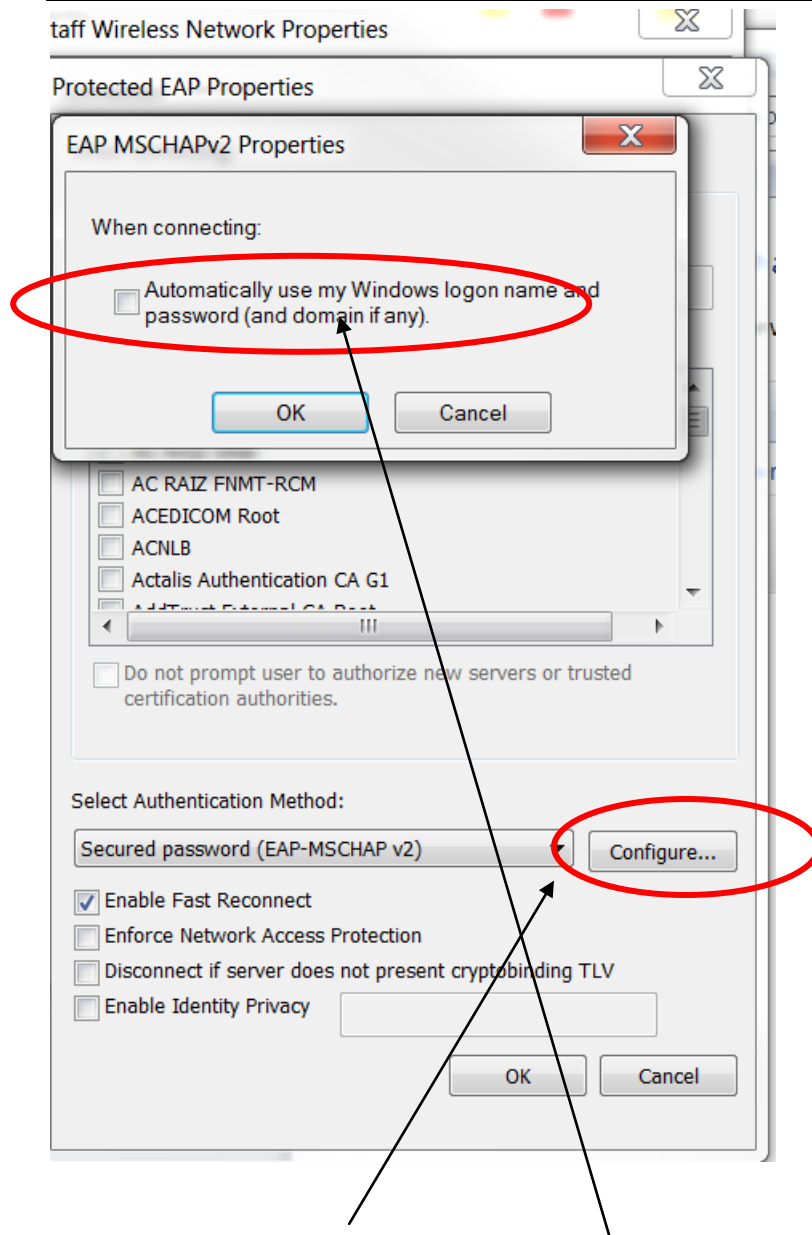 taff Wireless Network Properties
Protected EAP Properties
EAP MSCHAPv2 Properties
When connecting:
Automatically use my Windows logon name and
password (and domain if any).
OK Cancel
AC RAIZ FNMT-RCM
ACEDICOM Root
ACNLB
Actalis Authentication CA G1
AddTrust External CA Root
Do not prompt user to authorize new servers or trusted
certification authorities.
Select Authentication Method:
Secured password (EAP-MSCHAP v2) Configure...
Enable Fast Reconnect
Enforce Network Access Protection
Disconnect if server does not present cryptobinding TLV
Enable Identity Privacy
OK Cancel